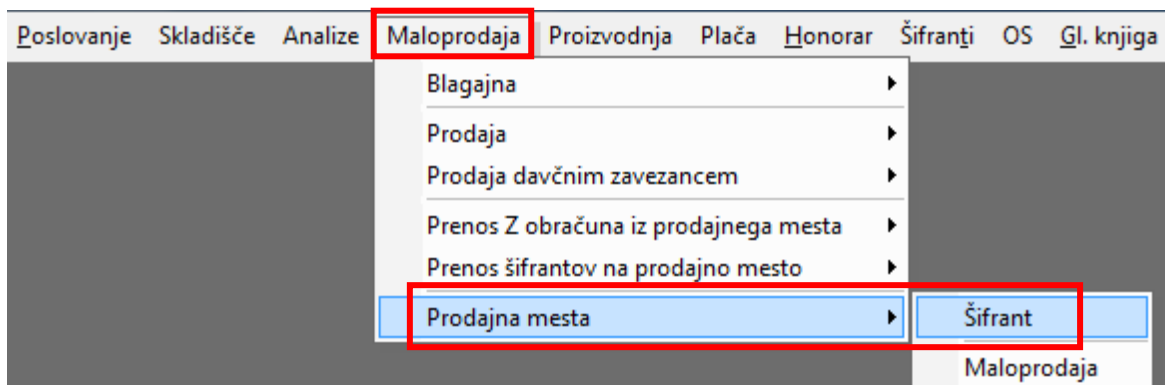 Poslovanje Skladišče Analize Maloprodaja Proizvodnja Plača Honorar Šifranti OS Gl. knjiga
Blagajna
Prodaja
Prodaja davčnim zavezancem
Prenos Z obračuna iz prodajnega mesta
Prenos šifrantov na prodajno mesto
Prodajna mesta Šifrant
Maloprodaja